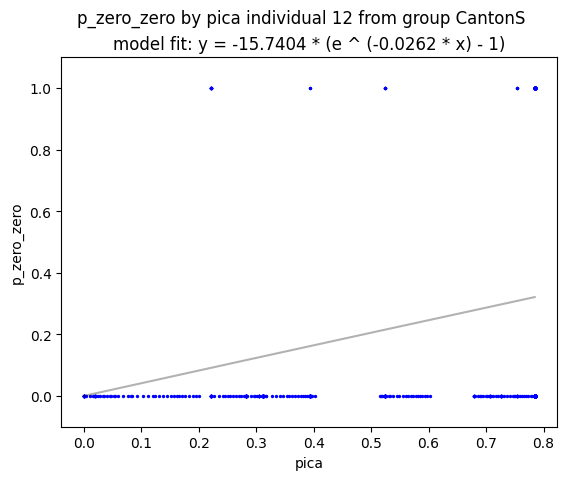 p_zero_zero by pica individual 12 from group CantonS
model fit: y = -15.7404 * (e ^ (-0.0262 * x) - 1)
1.0
0.8
0.6
0.4
0.2
0.0
p_zero_zero
0.0 0.1 0.2 0.3 0.4 0.5 0.6 0.7 0.8
pica